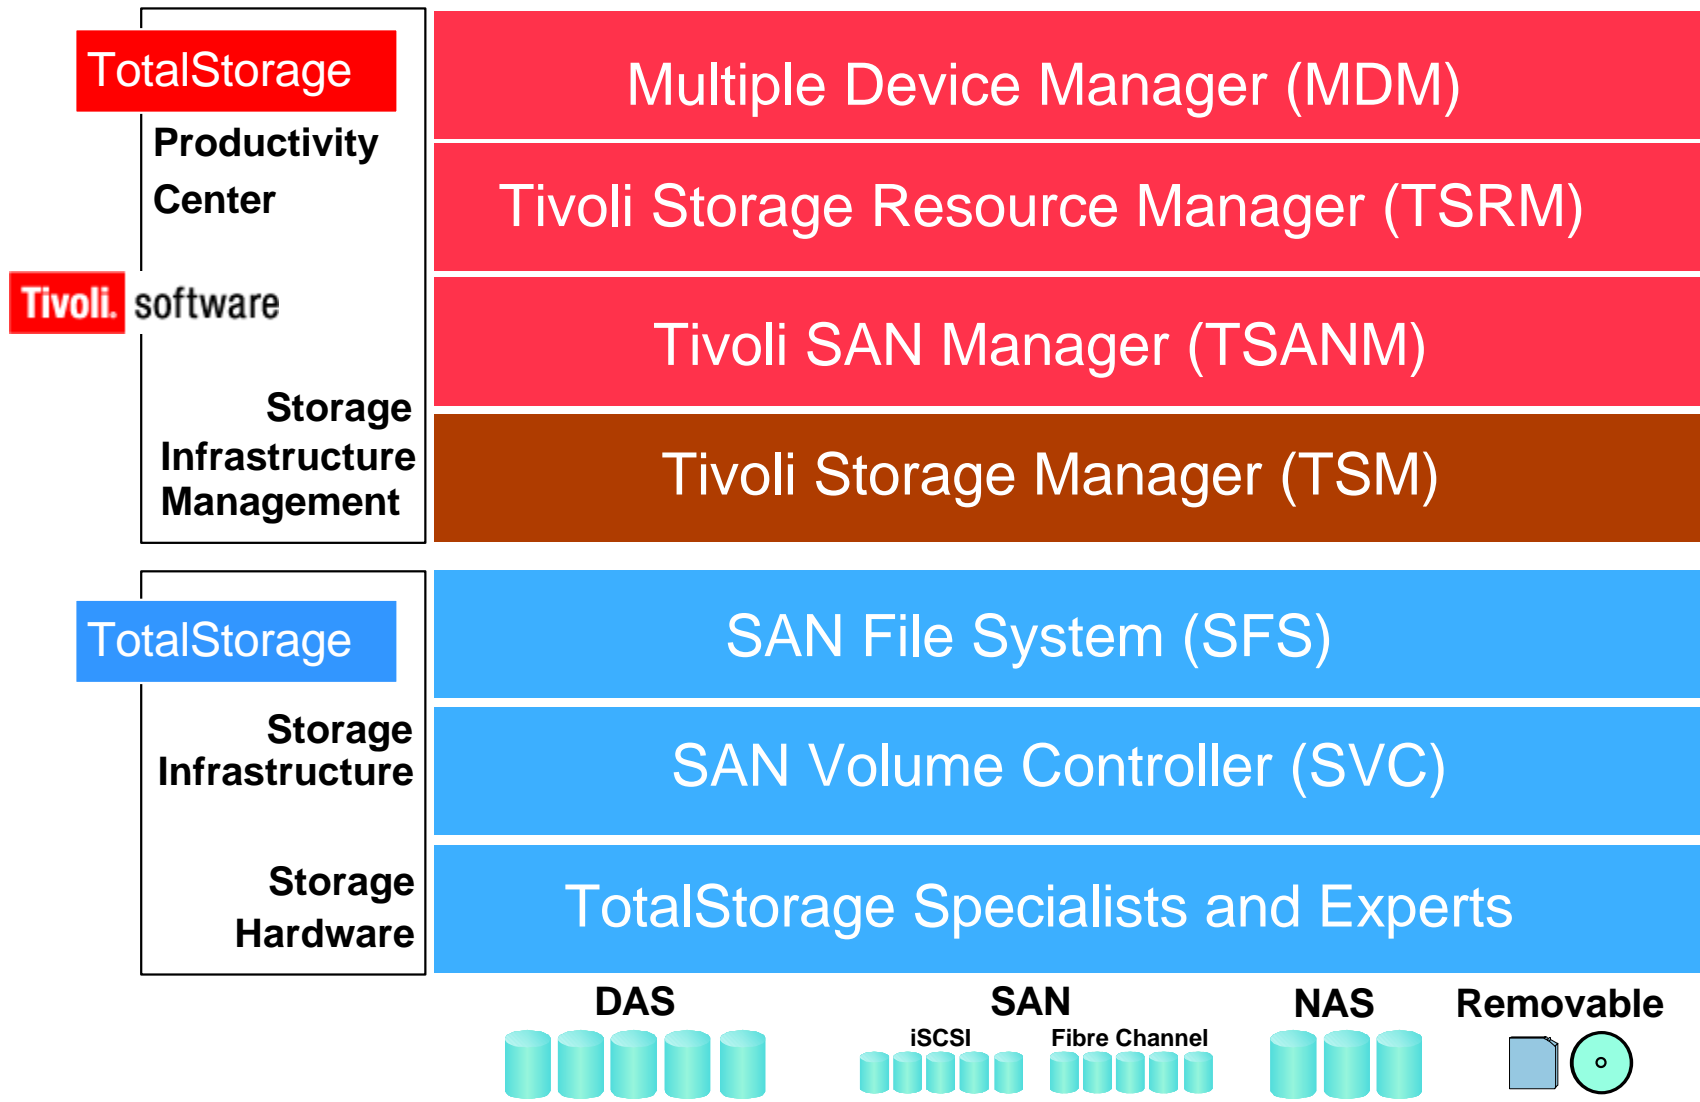 TotalStorage
Productivity
Center
Tivoli. software
Storage
Infrastructure
Management
Multiple Device Manager (MDM)
Tivoli Storage Resource Manager (TSRM)
Tivoli SAN Manager (TSANM)
Tivoli Storage Manager (TSM)
TotalStorage
Storage
Infrastructure
Storage
Hardware
SAN File System (SFS)
SAN Volume Controller (SVC)
TotalStorage Specialists and Experts
DAS
SAN
iSCSI
Fibre Channel
NAS
Removable